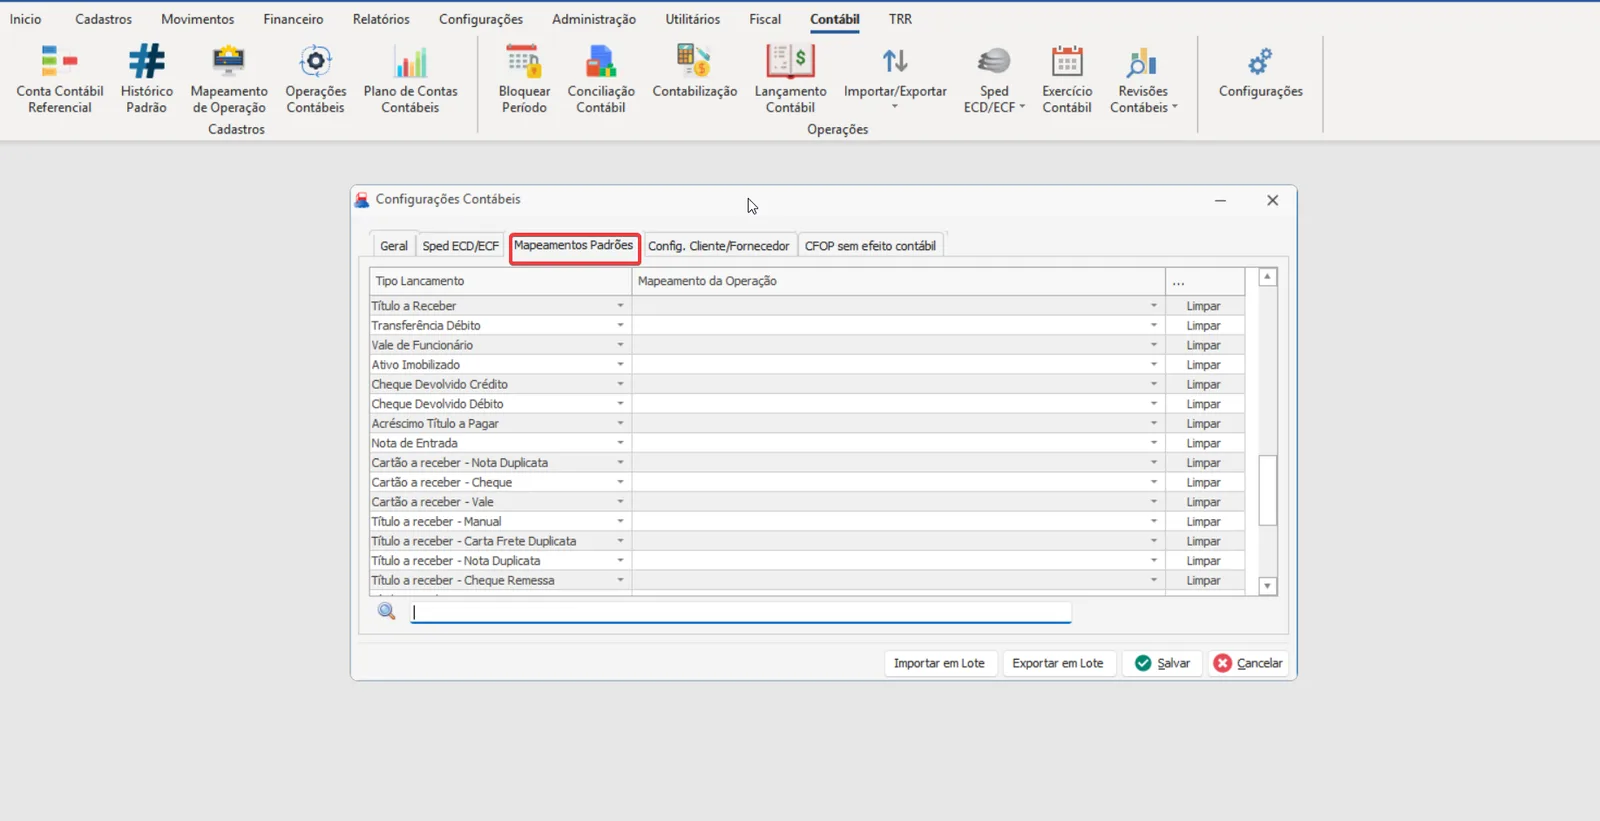 Inicio Cadastros Movimentos Financeiro Relatórios Configurações Administração Utilitários Fiscal Contábil TRR
Conta Contábil Referencial
Histórico Padrão
Mapeamento de Operação
Operações Contábeis
Plano de Contas Contábeis
Cadastros
Bloquear Período
Conciliação Contábil
Contabilização
Lançamento Contábil
Importar/Exportar
Sped ECD/ECF
Exercício Contábil
Revisões Contábeis
Operações
Configurações
Configurações Contábeis
Geral Sped ECD/ECF Mapeamentos Padrões Config. Cliente/Fornecedor CFOP sem efeito contábil
Tipo Lancamento Mapeamento da Operação ...
Título a Receber Limpar
Transferência Débito Limpar
Vale de Funcionário Limpar
Ativo Imobilizado Limpar
Cheque Devolvido Crédito Limpar
Cheque Devolvido Débito Limpar
Acréscimo Título a Pagar Limpar
Nota de Entrada Limpar
Cartão a receber - Nota Duplicata Limpar
Cartão a receber - Cheque Limpar
Cartão a receber - Vale Limpar
Título a receber - Manual Limpar
Título a receber - Carta Frete Duplicata Limpar
Título a receber - Nota Duplicata Limpar
Título a receber - Cheque Remessa Limpar
Importar em Lote Exportar em Lote Salvar Cancelar